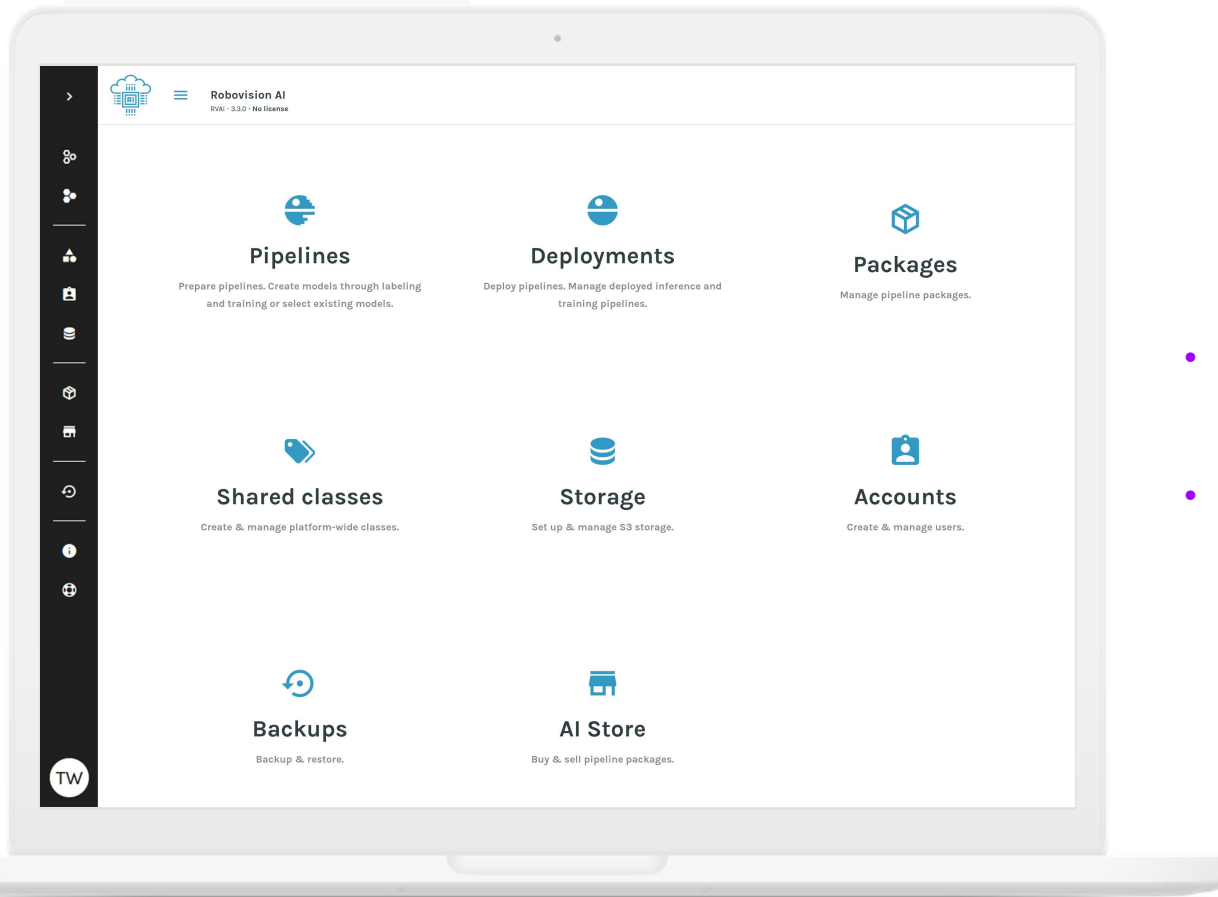 Robovision AI
RVAI - 3.3.0 - No license
Pipelines
Prepare pipelines. Create models through labeling
and training or select existing models.
Deployments
Deploy pipelines. Manage deployed inference and
training pipelines.
Packages
Manage pipeline packages.
Shared classes
Create & manage platform-wide classes.
Storage
Set up & manage S3 storage.
Accounts
Create & manage users.
Backups
Backup & restore.
AI Store
Buy & sell pipeline packages.
TW